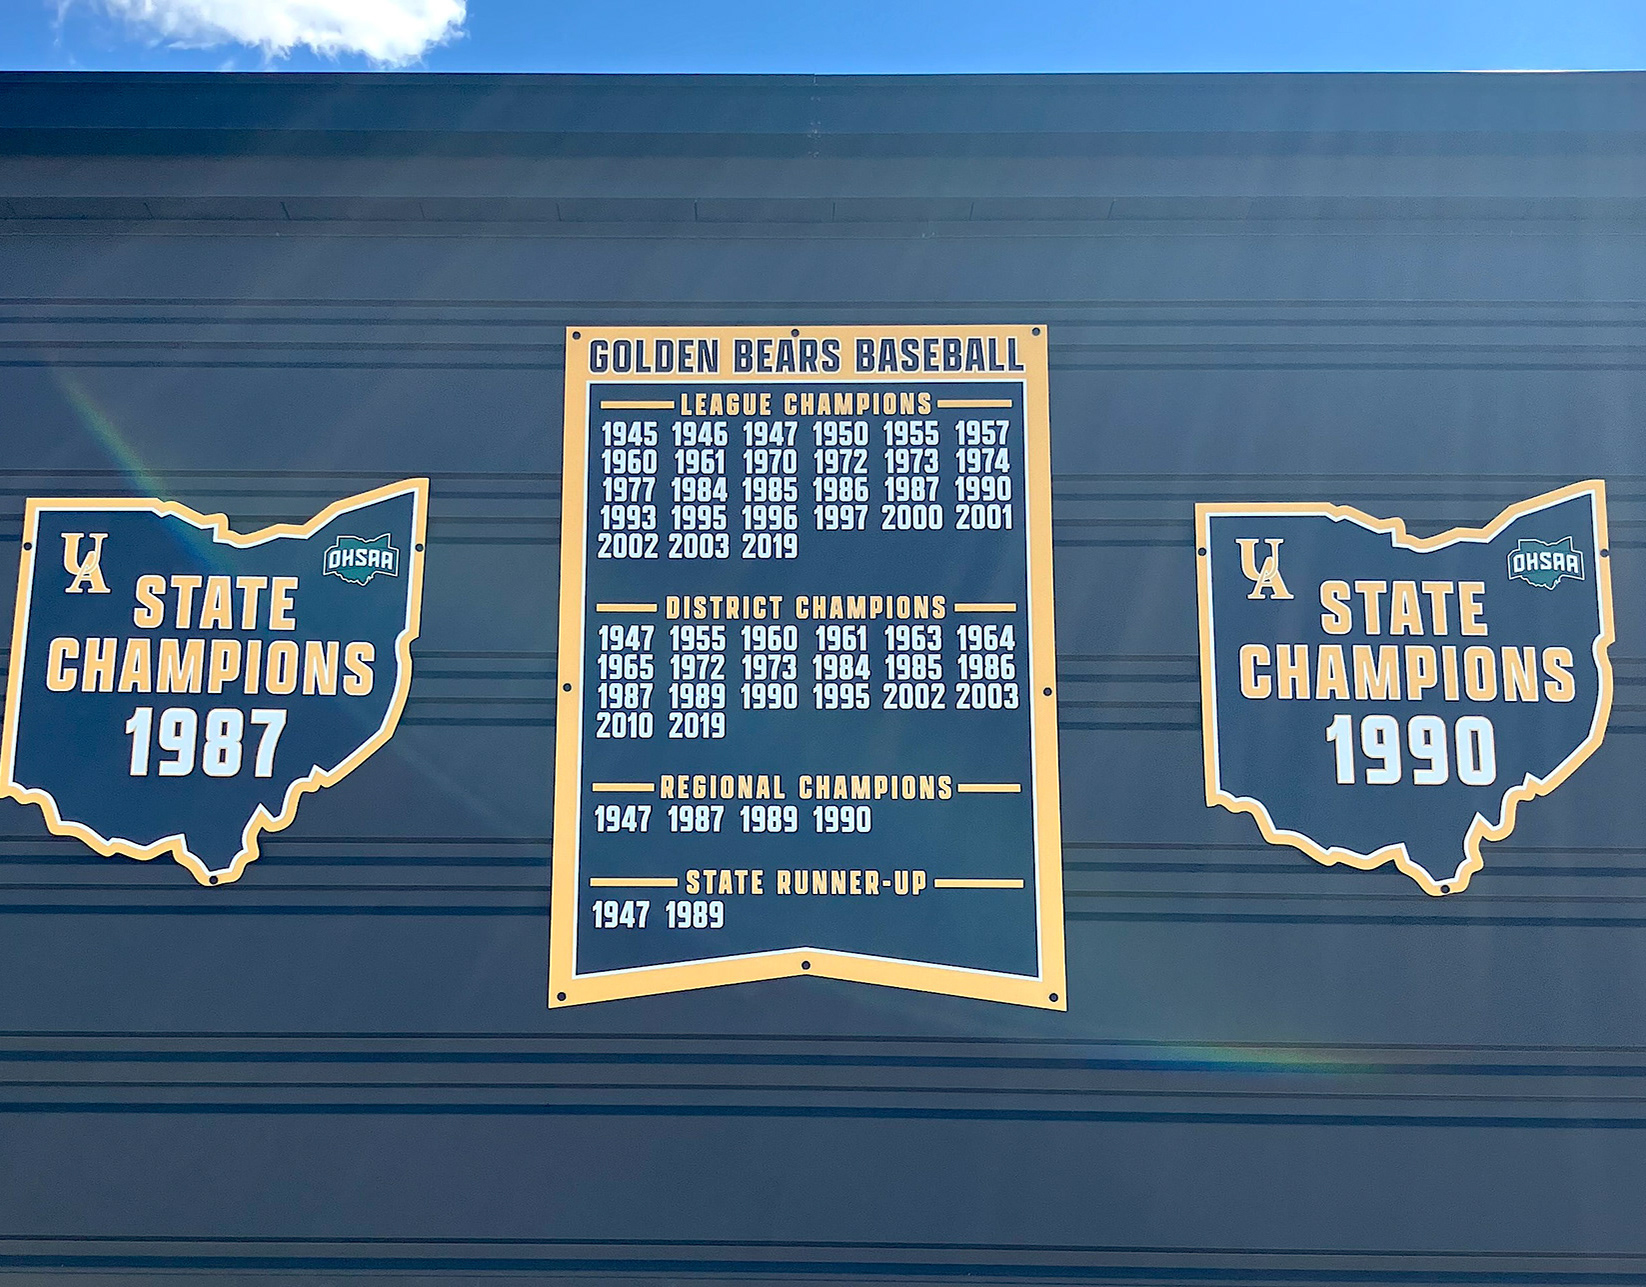 GOLDEN BEARS BASEBALL
LEAGUE CHAMPIONS
1945 1946 1947 1950 1955 1957
1960 1961 1970 1972 1973 1974
1977 1984 1985 1986 1987 1990
1993 1995 1996 1997 2000 2001
2002 2003 2019
DISTRICT CHAMPIONS
1947 1955 1960 1961 1963 1964
1965 1972 1973 1984 1985 1986
1987 1989 1990 1995 2002 2003
2010 2019
REGIONAL CHAMPIONS
1947 1987 1989 1990
STATE RUNNER-UP
1947 1989
UA
OHSAA
STATE
CHAMPIONS
1987
UA
OHSAA
STATE
CHAMPIONS
1990